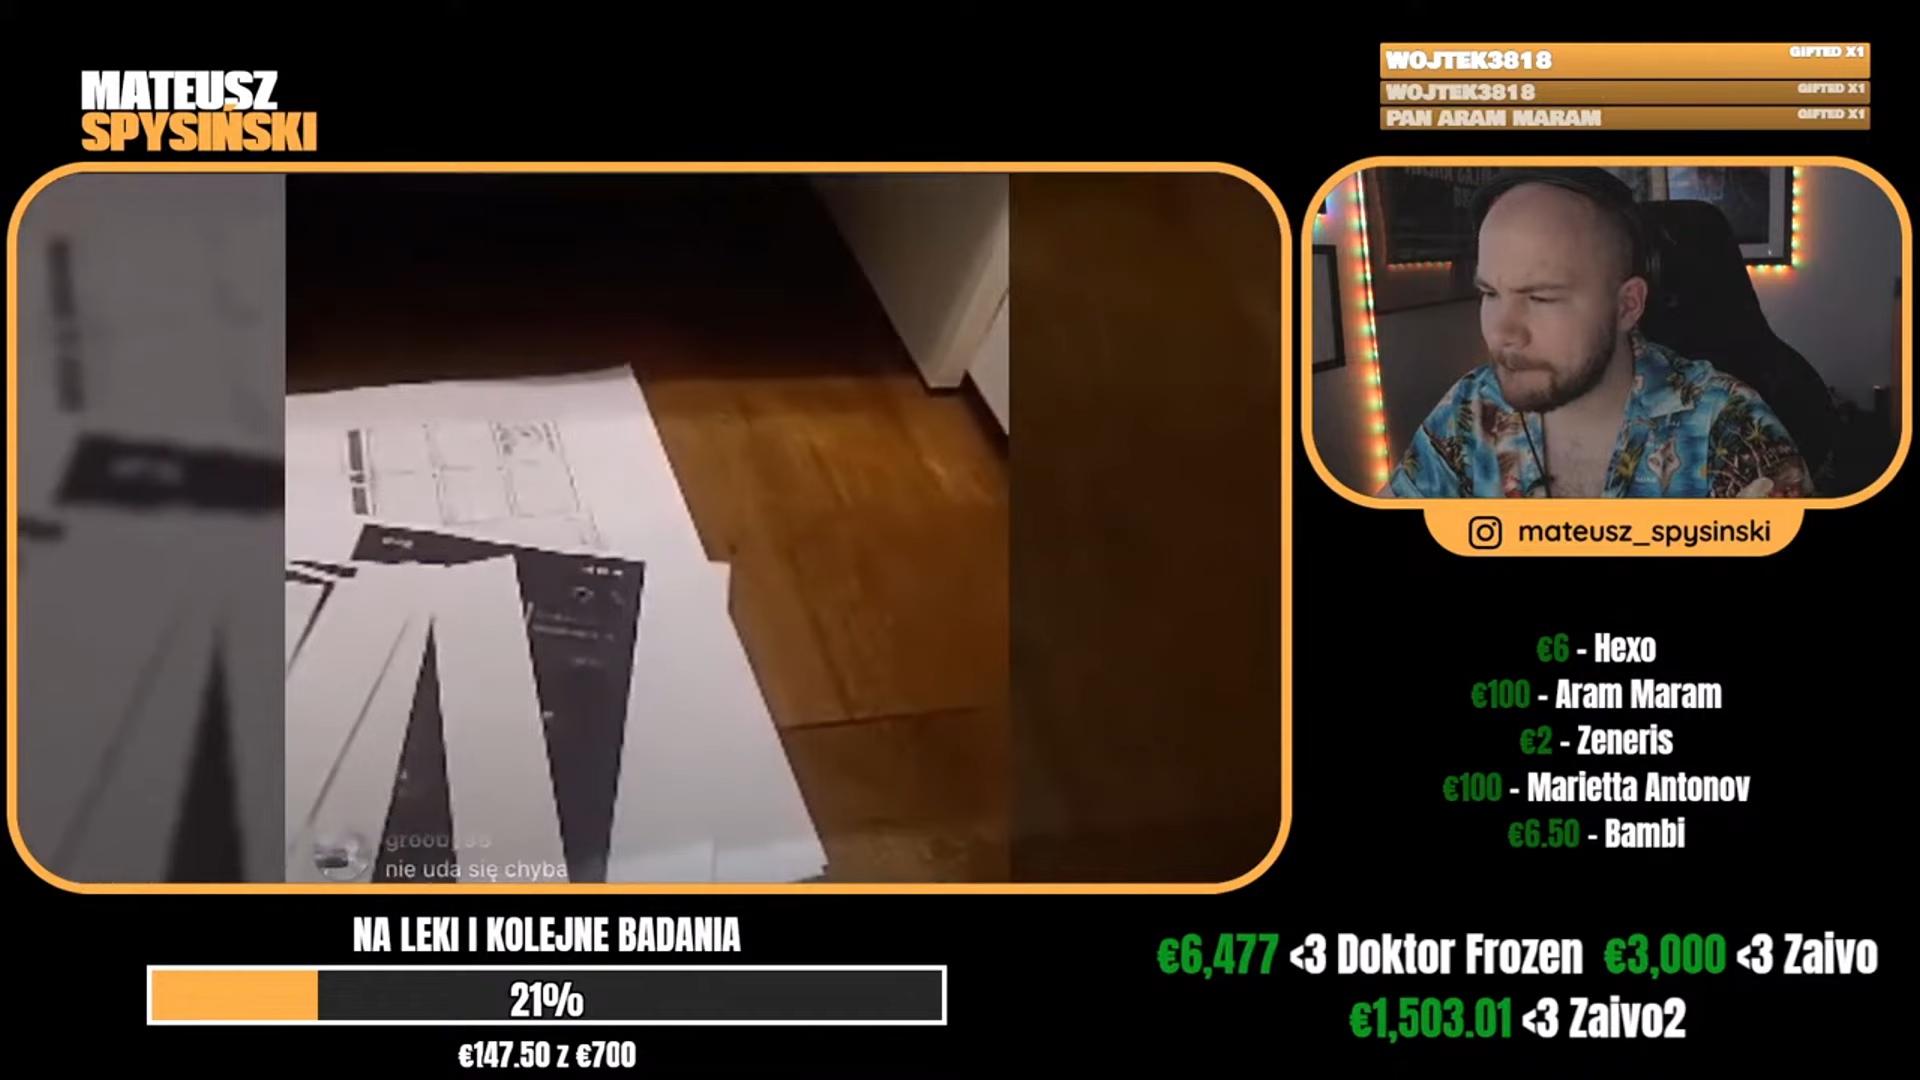 MATEUSZ
SPYSIŃSKI
WOJTEK3818 GIFTED X1
WOJTEK3818 GIFTED X1
PAN ARAM MARAM GIFTED X1
mateusz_spysinski
€6 - Hexo
€100 - Aram Maram
€2 - Zeneris
€100 - Marietta Antonov
€6.50 - Bambi
nie uda się chyba
NA LEKI I KOLEJNE BADANIA
21%
€147.50 z €700
€6,477 <3 Doktor Frozen €3,000 <3 Zaivo
€1,503.01 <3 Zaivo2